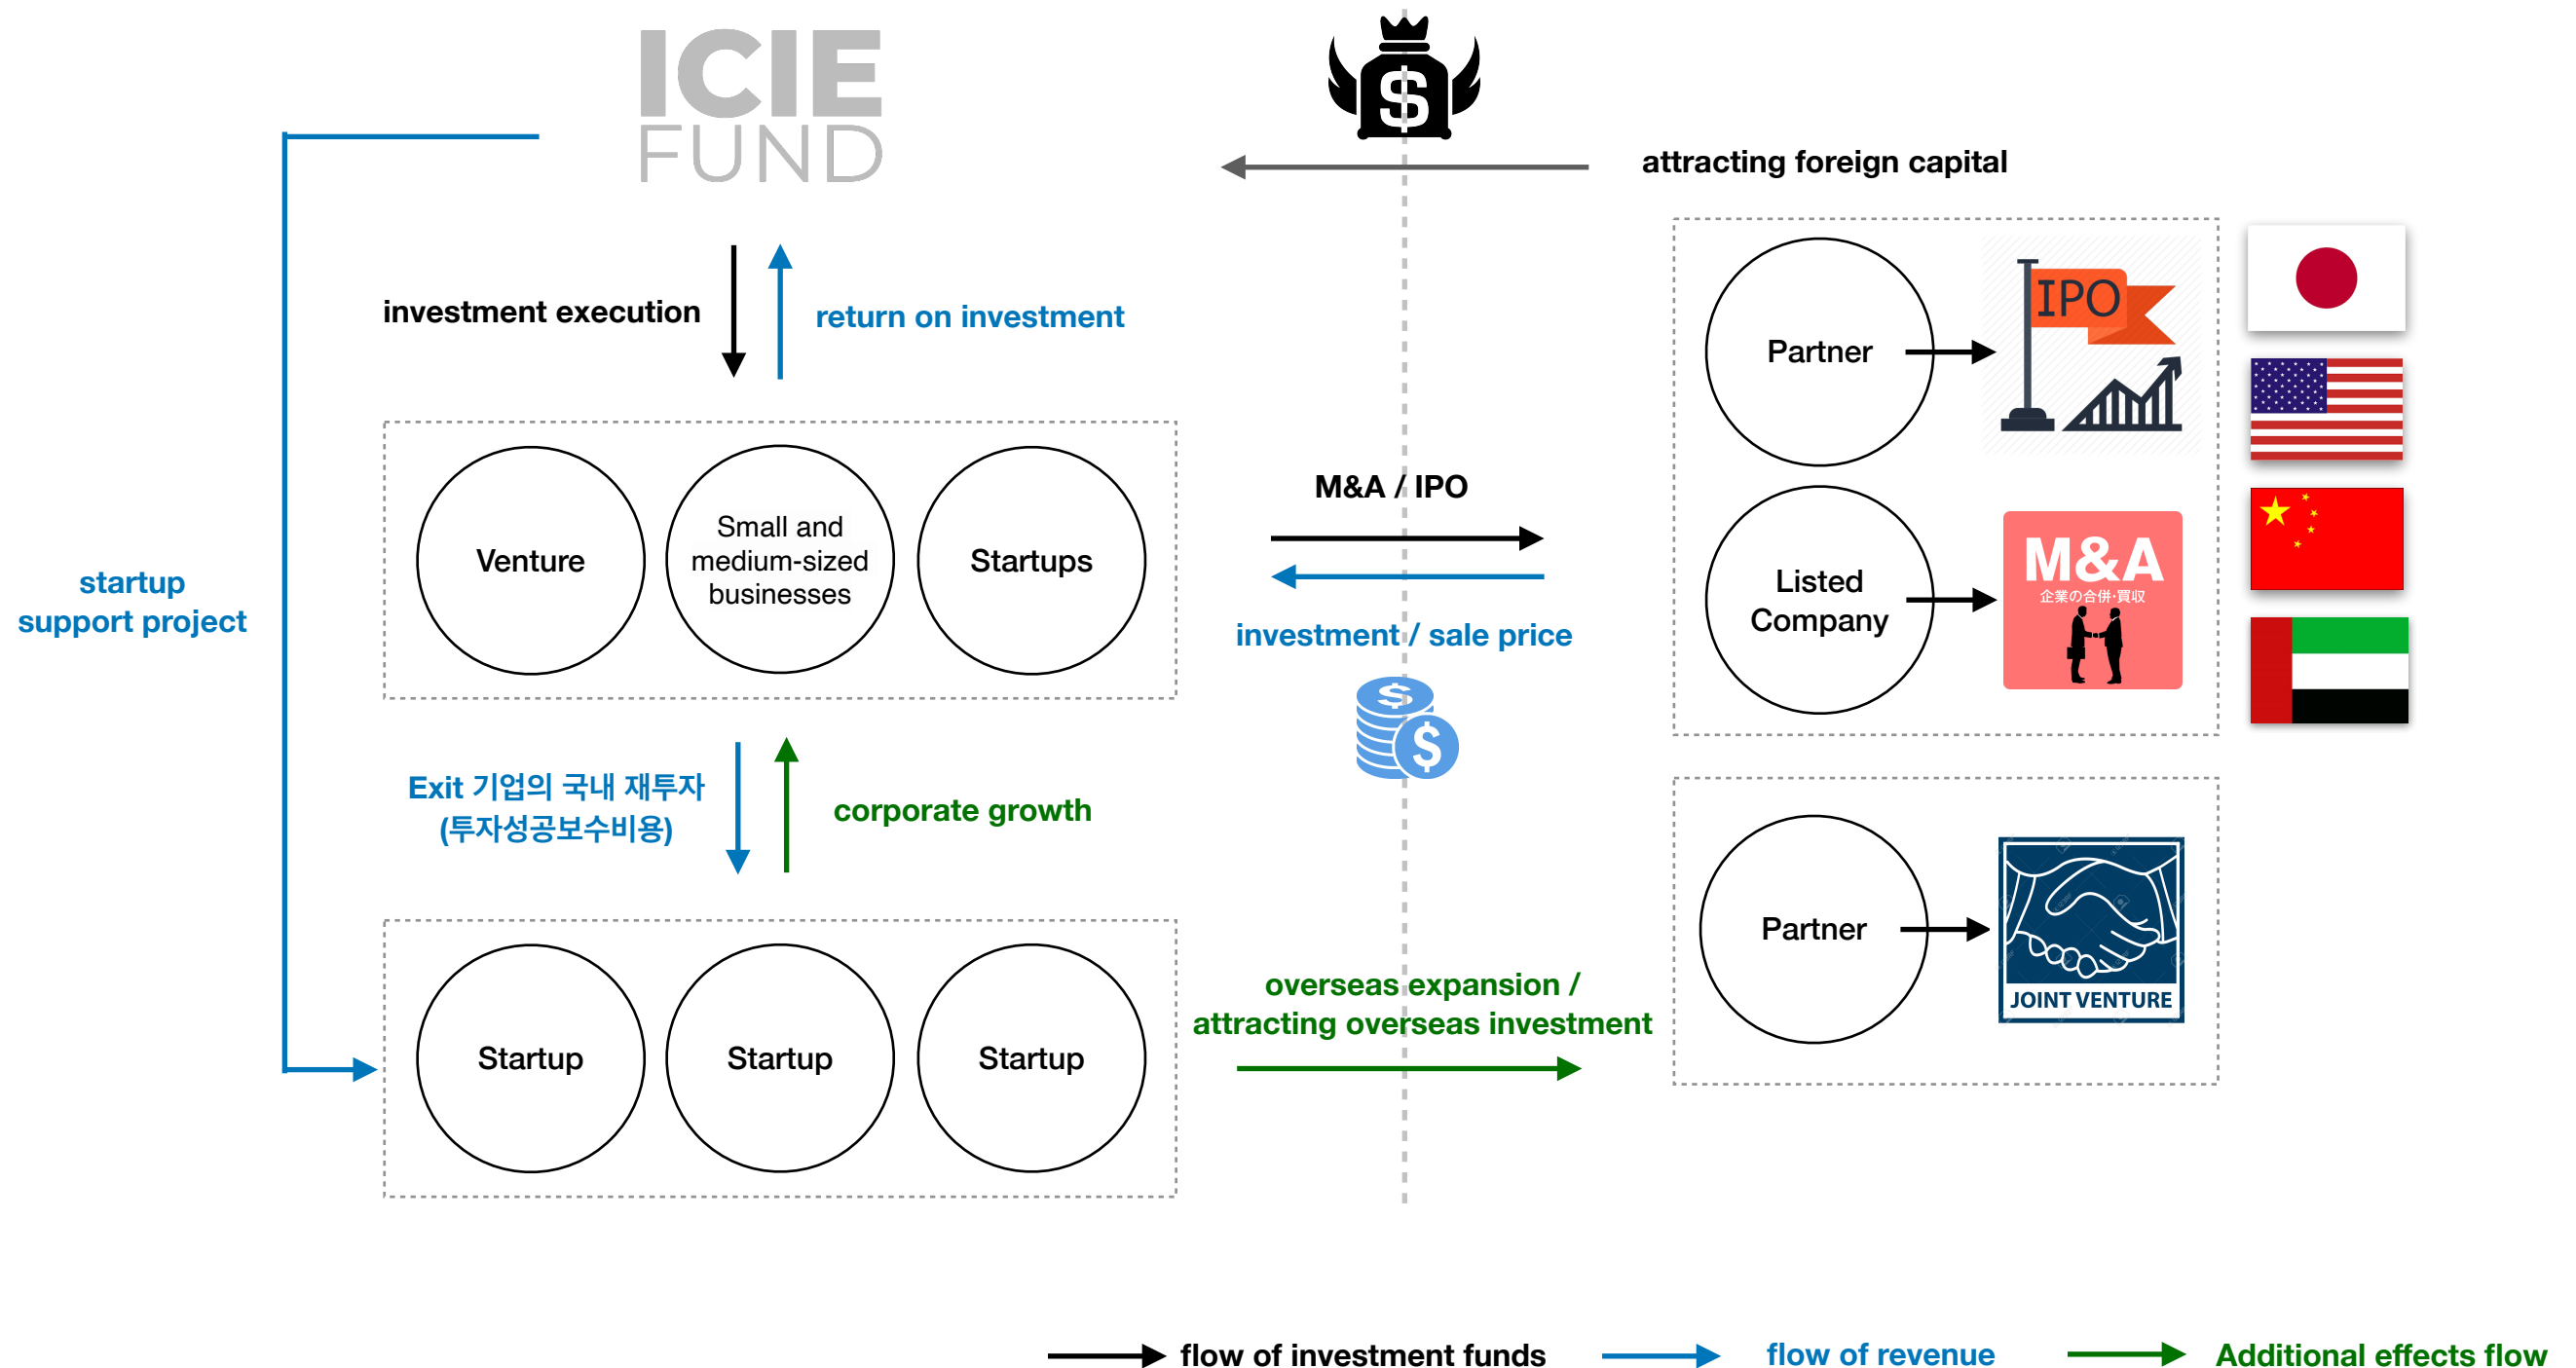 ICIE
FUND
$
attracting foreign capital
investment execution
return on investment
Partner
IPO
M&A / IPO
Venture
Small and
medium-sized
businesses
Startups
Listed
Company
M&A
企業の合併・買収
startup
support project
investment / sale price
$
$
Exit 기업의 국내 재투자
(투자성공보수비용)
corporate growth
Partner
JOINT VENTURE
overseas expansion /
attracting overseas investment
Startup
Startup
Startup
flow of investment funds
flow of revenue
Additional effects flow